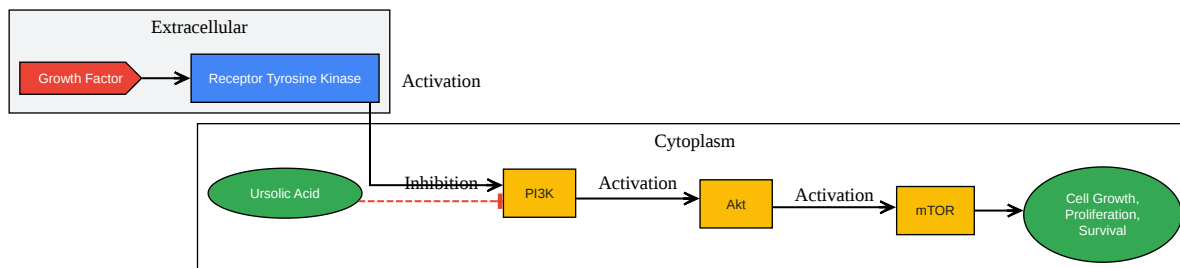 Extracellular
Growth Factor
Receptor Tyrosine Kinase
Activation
Cytoplasm
Ursolic Acid
Inhibition
PI3K
Activation
Akt
Activation
mTOR
Cell Growth,
Proliferation,
Survival